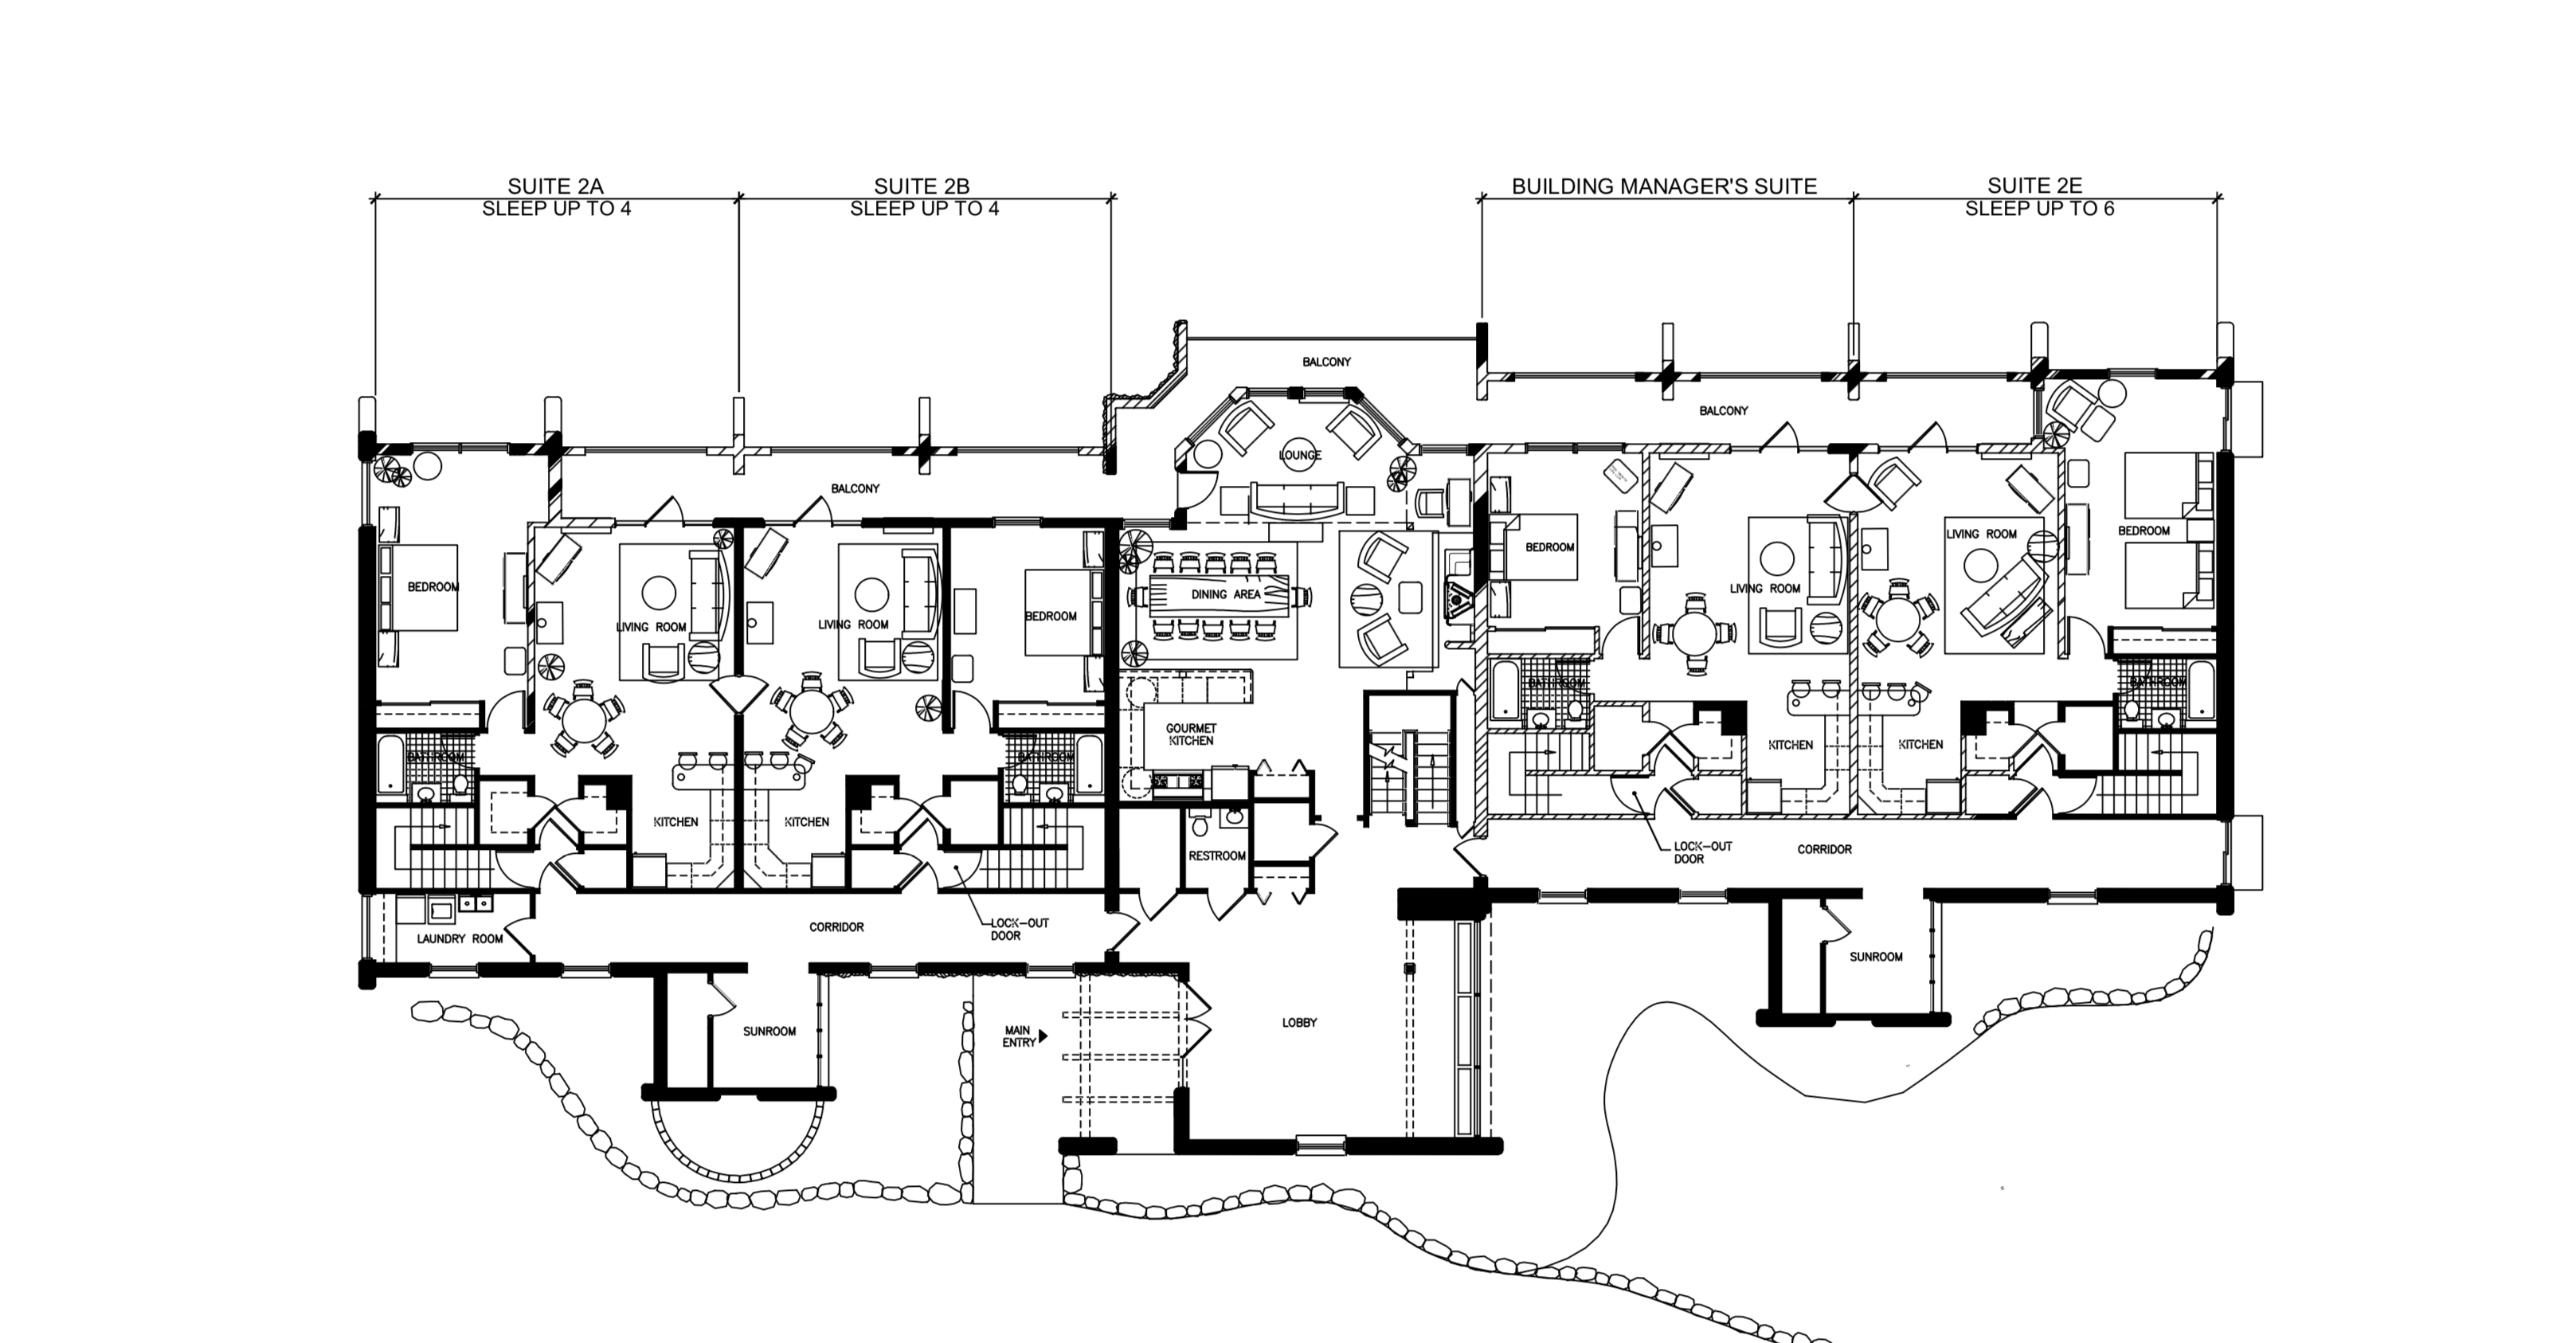 SUITE 2A
SLEEP UP TO 4
SUITE 2B
SLEEP UP TO 4
BUILDING MANAGER'S SUITE
SUITE 2E
SLEEP UP TO 6
BALCONY
BALCONY
BALCONY
LOUNGE
BEDROOM
LIVING ROOM
LIVING ROOM
BEDROOM
DINING AREA
BEDROOM
LIVING ROOM
LIVING ROOM
BEDROOM
BATHROOM
KITCHEN
KITCHEN
BATHROOM
GOURMET
KITCHEN
RESTROOM
BATHROOM
KITCHEN
KITCHEN
BATHROOM
LOCK-OUT
DOOR
CORRIDOR
LAUNDRY ROOM
CORRIDOR
LOCK-OUT
DOOR
SUNROOM
SUNROOM
MAIN
ENTRY
LOBBY